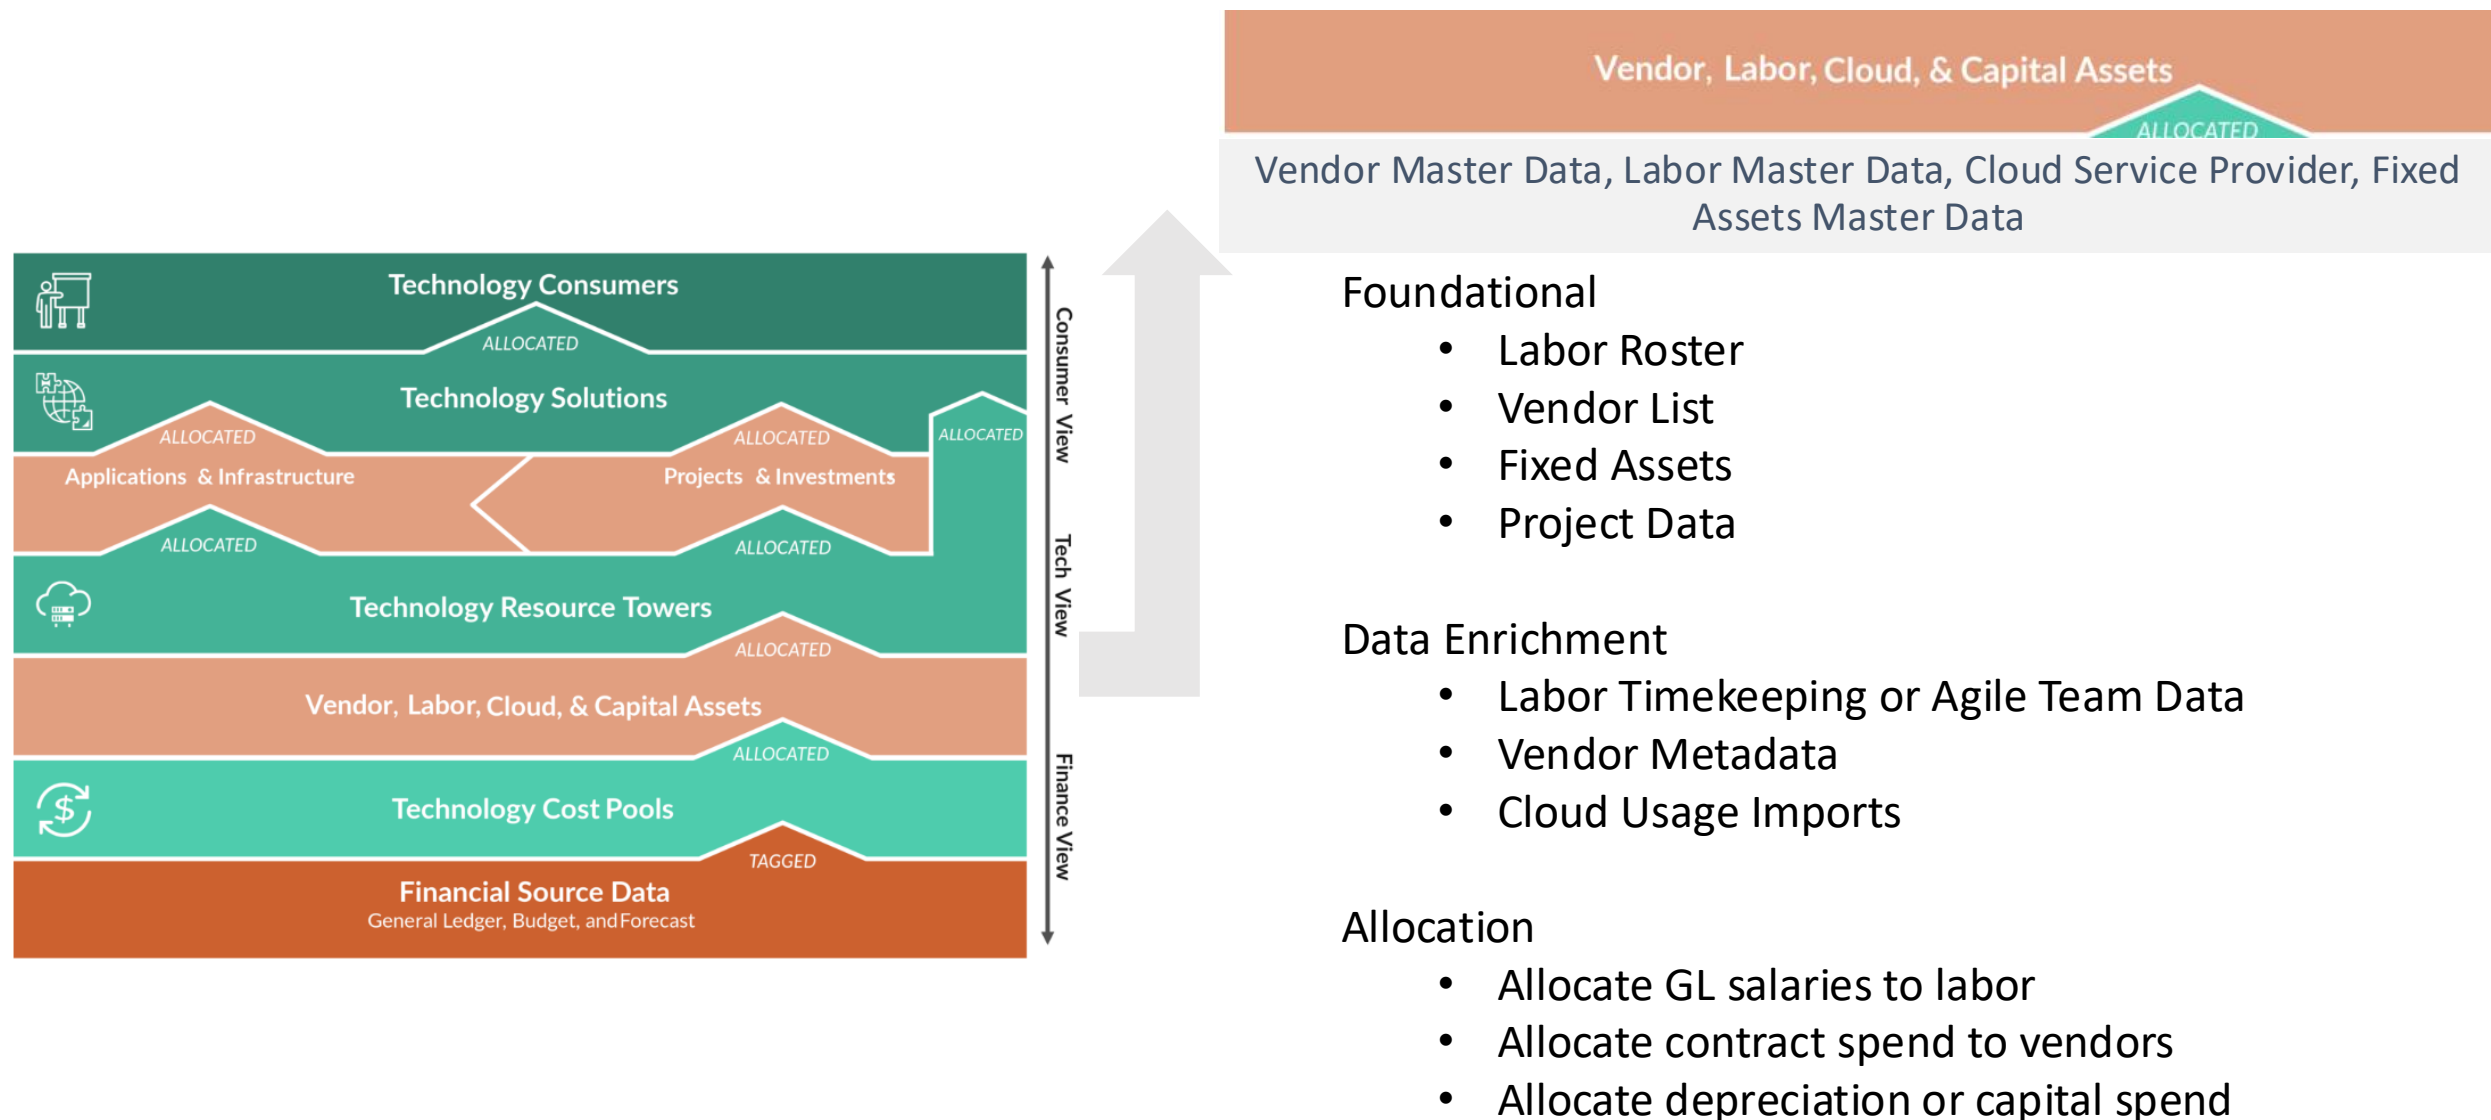 Vendor, Labor, Cloud, & Capital Assets
ALLOCATED
Vendor Master Data, Labor Master Data, Cloud Service Provider, Fixed
Assets Master Data
Technology Consumers
ALLOCATED
Technology Solutions
ALLOCATED
ALLOCATED
ALLOCATED
Applications & Infrastructure
Projects & Investments
ALLOCATED
ALLOCATED
Technology Resource Towers
ALLOCATED
Vendor, Labor, Cloud, & Capital Assets
ALLOCATED
Technology Cost Pools
TAGGED
Financial Source Data
General Ledger, Budget, and Forecast
Consumer View
Tech View
Finance View
Foundational
• Labor Roster
• Vendor List
• Fixed Assets
• Project Data
Data Enrichment
• Labor Timekeeping or Agile Team Data
• Vendor Metadata
• Cloud Usage Imports
Allocation
• Allocate GL salaries to labor
• Allocate contract spend to vendors
• Allocate depreciation or capital spend